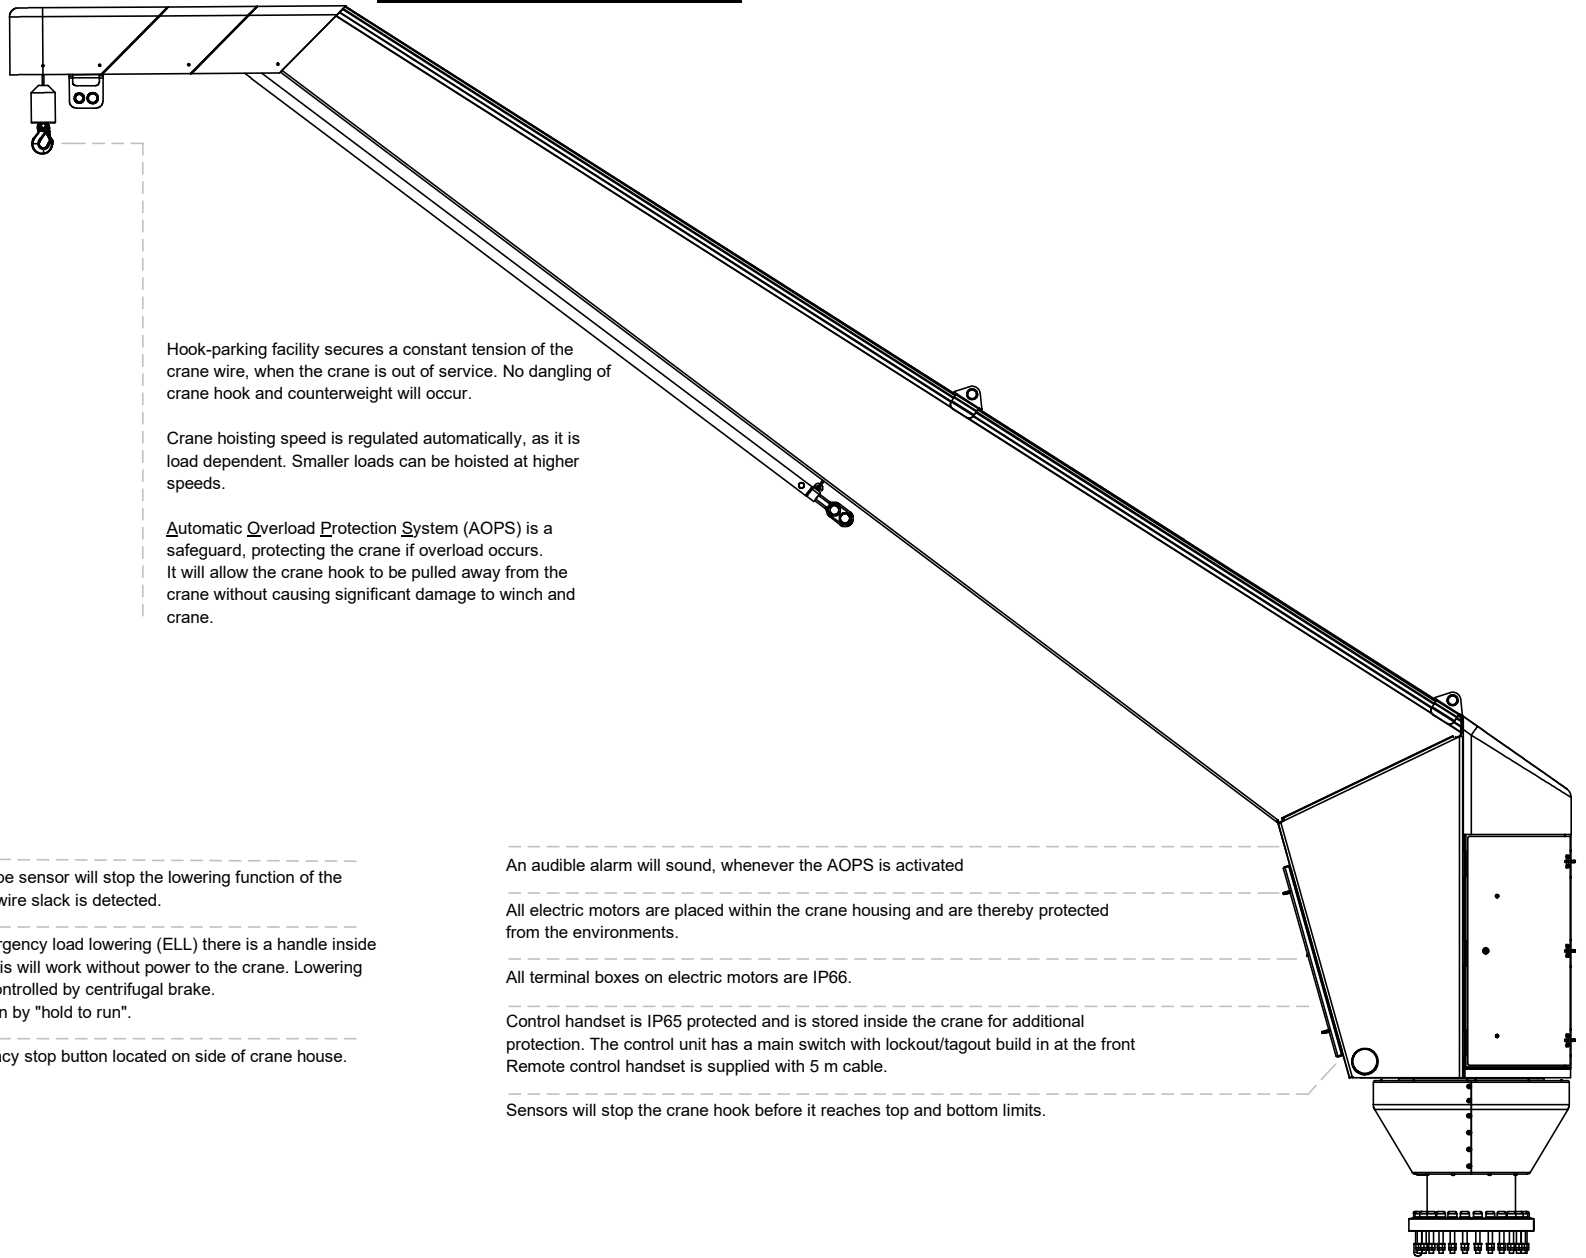 Hook-parking facility secures a constant tension of the
crane wire, when the crane is out of service. No dangling of
crane hook and counterweight will occur.
Crane hoisting speed is regulated automatically, as it is
load dependent. Smaller loads can be hoisted at higher
speeds.
Automatic Overload Protection System (AOPS) is a
safeguard, protecting the crane if overload occurs.
It will allow the crane hook to be pulled away from the
crane without causing significant damage to winch and
crane.
sensor will stop the lowering function of the
wire slack is detected.
load lowering (ELL) there is a handle inside
will work without power to the crane. Lowering
by centrifugal brake.
by "hold to run".
stop button located on side of crane house.
An audible alarm will sound, whenever the AOPS is activated
All electric motors are placed within the crane housing and are thereby protected
from the environments.
All terminal boxes on electric motors are IP66.
Control handset is IP65 protected and is stored inside the crane for additional
protection. The control unit has a main switch with lockout/tagout build in at the front
Remote control handset is supplied with 5 m cable.
Sensors will stop the crane hook before it reaches top and bottom limits.